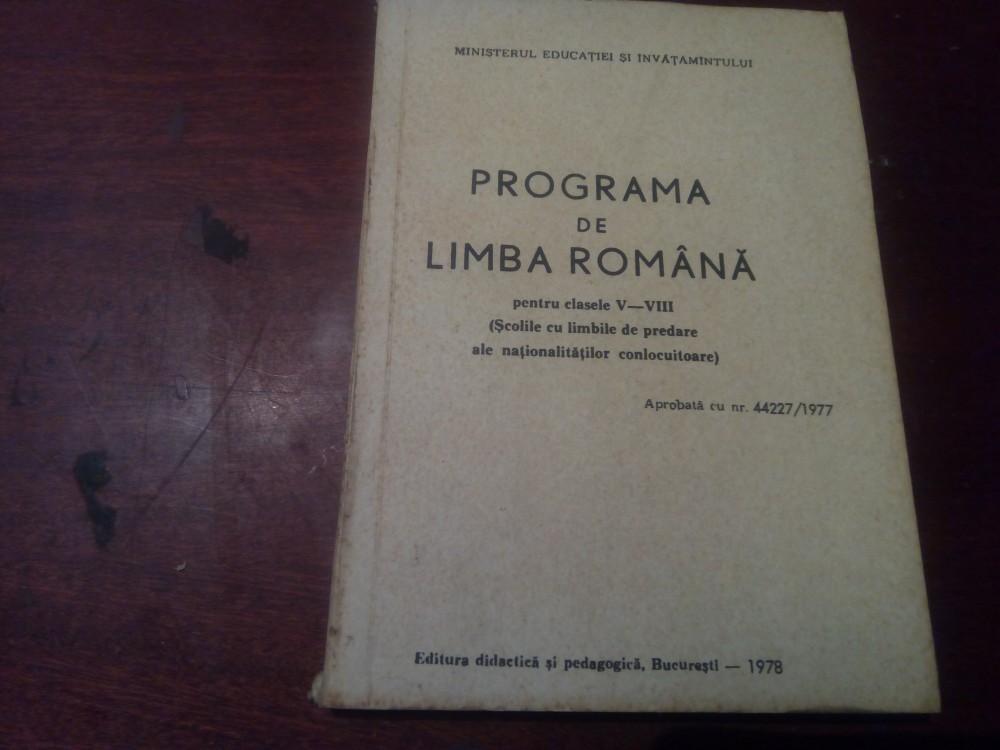 MINISTERUL EDUCAȚIEI ȘI INVĂȚAMÎNTULUI
PROGRAMA
DE
LIMBA ROMÂNĂ
pentru clasele V—VIII
(Școlile cu limbile de predare
ale naționalităților conlocuitoare)
Aprobată cu nr. 44227/1977
Editura didactică și pedagogică, București — 1978